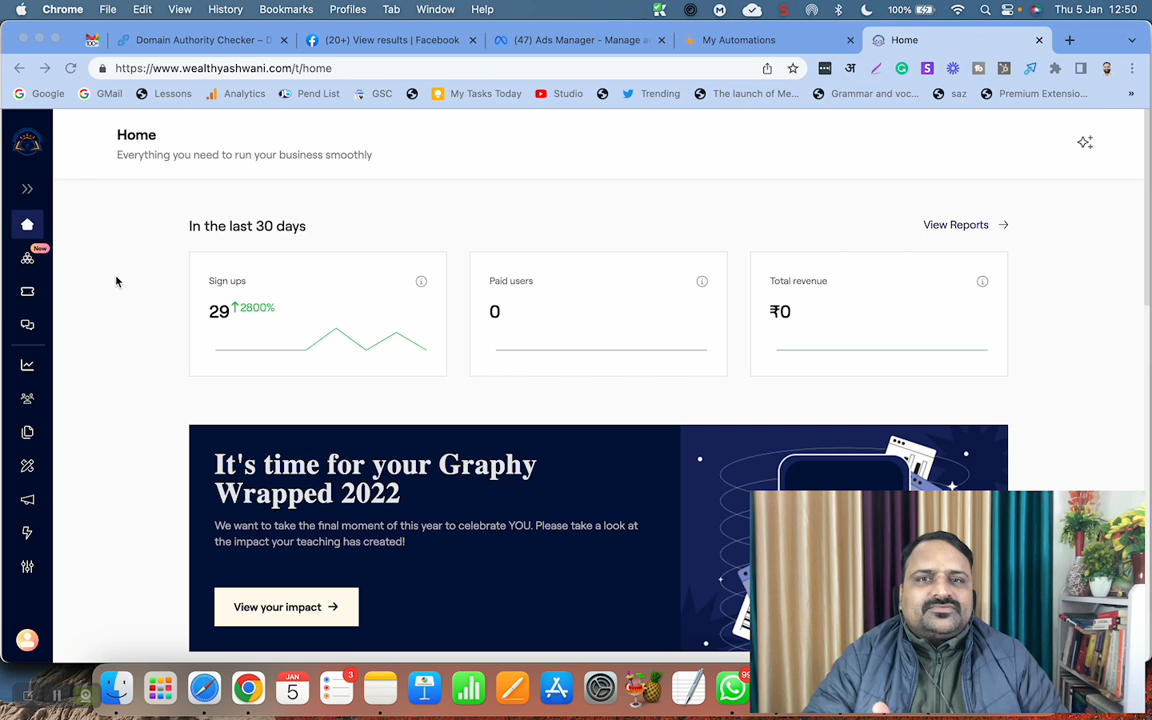 Chrome File Edit View History Bookmarks Profiles Tab Window Help 100% Thu 5 Jan 12:50
Domain Authority Checker – D (20+) View results | Facebook (47) Ads Manager - Manage a My Automations Home
https://www.wealthyashwani.com/t/home
Google GMail Lessons Analytics Pend List GSC My Tasks Today Studio Trending The launch of Me... Grammar and voc... saz Premium Extensio... »
Home
Everything you need to run your business smoothly
New
In the last 30 days
View Reports →
Sign ups Paid users Total revenue
29 ↑2800% 0 ₹0
It's time for your Graphy
Wrapped 2022
We want to take the final moment of this year to celebrate YOU. Please take a look at
the impact your teaching has created!
View your impact →
JAN
5
3